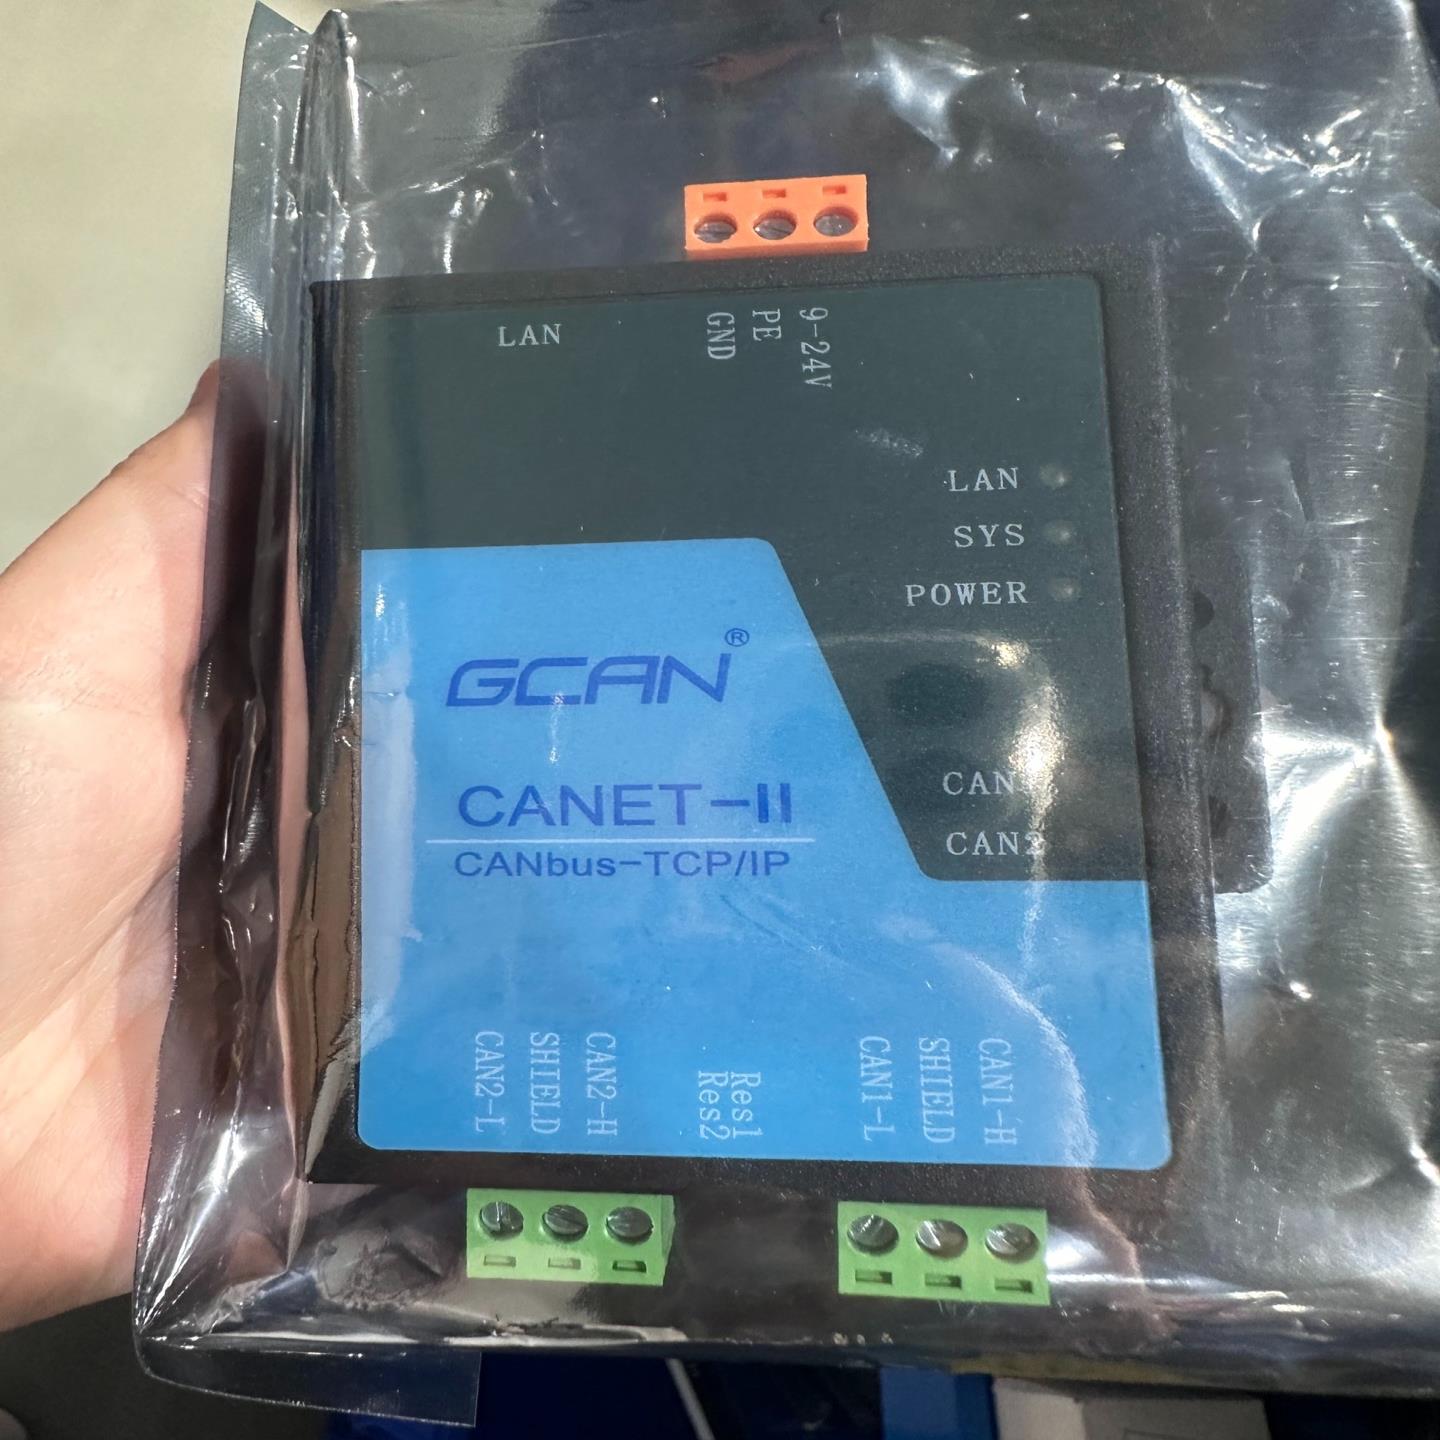 LAN
GND
PE
9-24V
LAN
SYS
POWER
GCAN®
CANET-II
CANbus-TCP/IP
CAN
CAN2
CAN2-L
SHIELD
CAN2-H
Res2
Res1
CAN1-L
SHIELD
CAN1-H